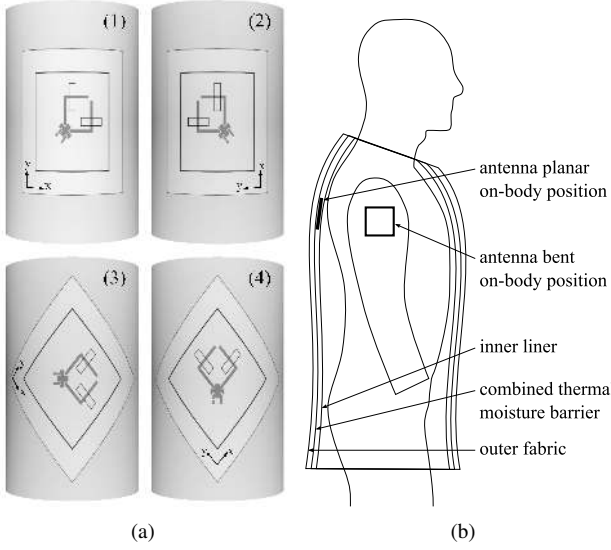 (1)
(2)
y
x
x
y
(3)
(4)
y
x
y
x
antenna planar
on-body position
antenna bent
on-body position
inner liner
combined therma
moisture barrier
outer fabric
(a)
(b)